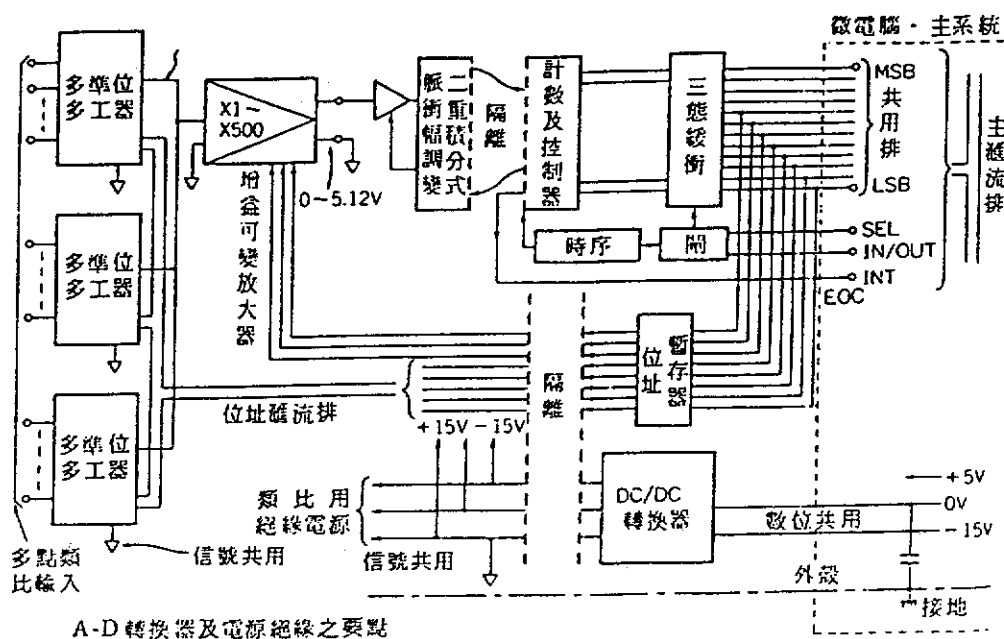 微電腦・主系統
多準位
多工器
X1~
X500
脈衝幅調變
二重積分式
隔離
計數及控制器
三態緩衝
MSB
共用排
LSB
主匯流排
0~5.12V
增益可變放大器
多準位
多工器
時序
閘
SEL
IN/OUT
INT
EOC
隔離
位址
暫存器
位址匯流排
+15V -15V
多準位
多工器
類比用
絕緣電源
DC/DC
轉換器
+5V
0V
數位共用
-15V
多點類
比輸入
信號共用
信號共用
外殼
接地
A-D轉換器及電源絕緣之要點